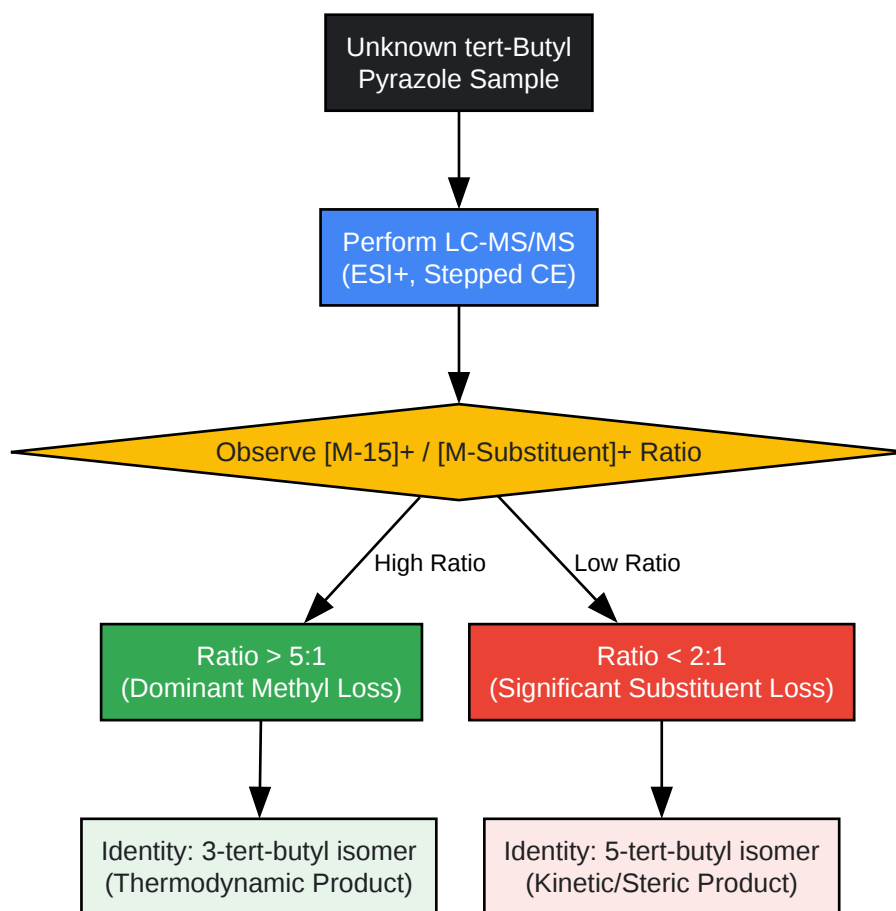 Unknown tert-Butyl
Pyrazole Sample
Perform LC-MS/MS
(ESI+, Stepped CE)
Observe [M-15]+ / [M-Substituent]+ Ratio
High Ratio
Low Ratio
Ratio > 5:1
(Dominant Methyl Loss)
Ratio < 2:1
(Significant Substituent Loss)
Identity: 3-tert-butyl isomer
(Thermodynamic Product)
Identity: 5-tert-butyl isomer
(Kinetic/Steric Product)